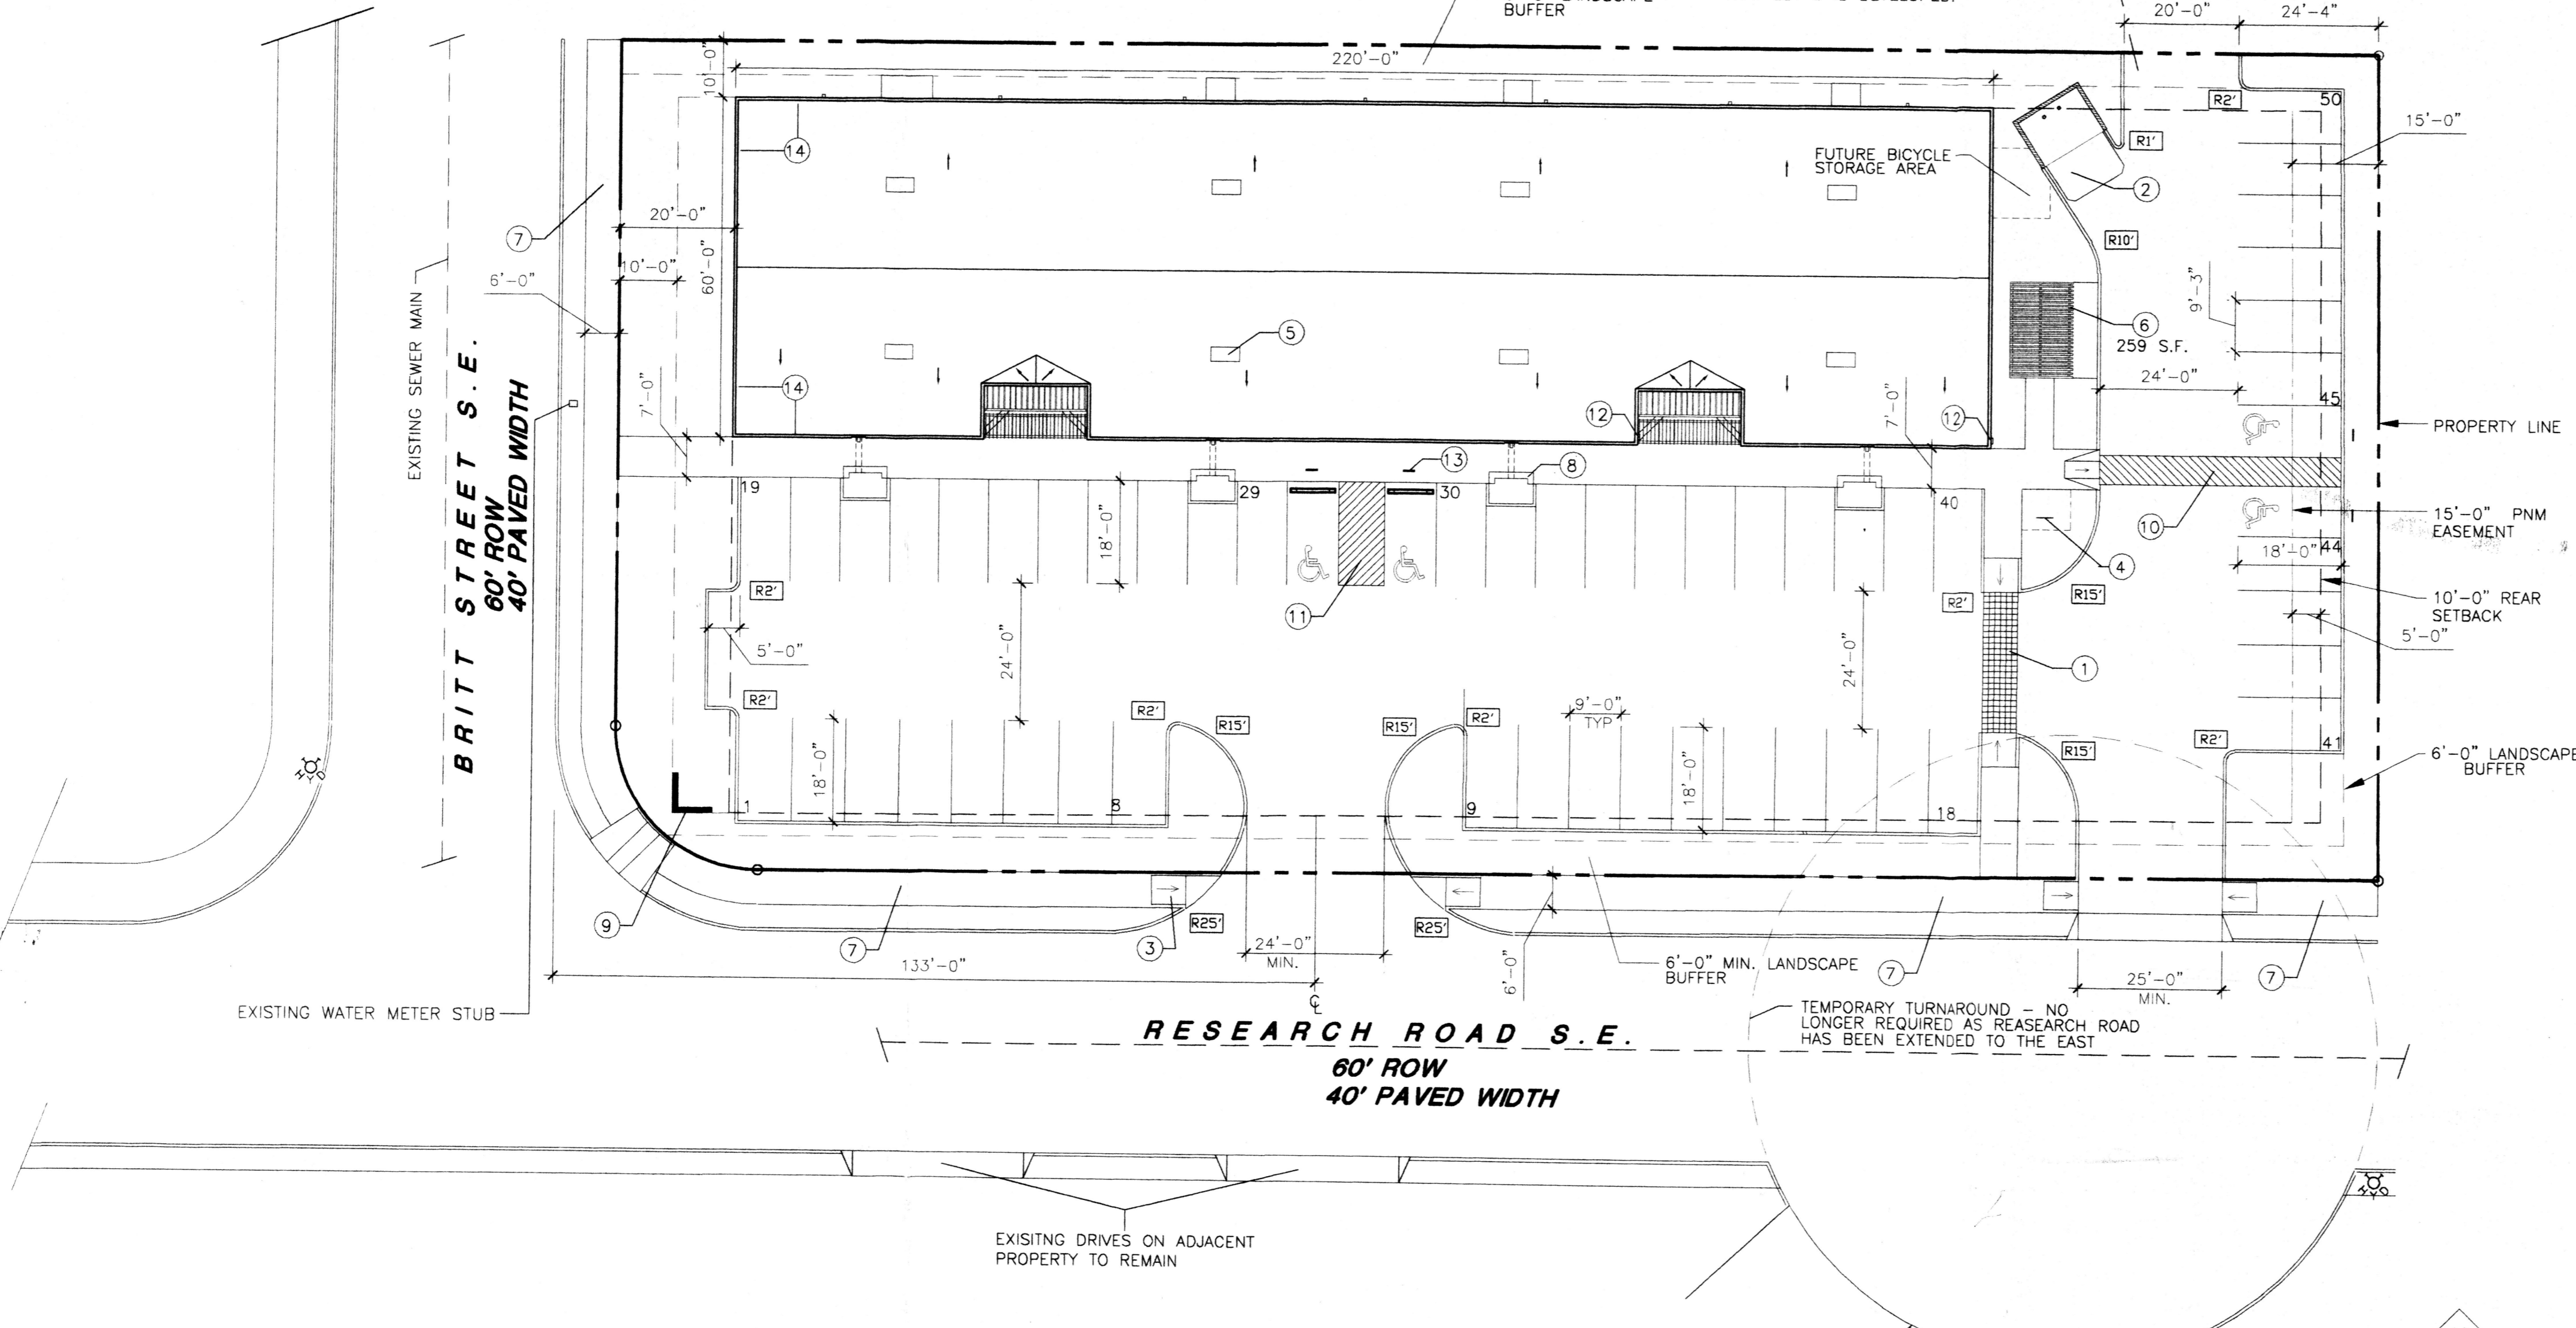 BUFFER
20'-0"
24'-4"
10'-0"
220'-0"
R2'
50
15'-0"
14
R1'
FUTURE BICYCLE
STORAGE AREA
2
7
20'-0"
R10'
10'-0"
60'-0"
6'-0"
9'-3"
5
6
259 S.F.
24'-0"
EXISTING SEWER MAIN
BRITT STREET S.E.
60' ROW
40' PAVED WIDTH
7'-0"
14
12
7'-0"
12
45
PROPERTY LINE
13
8
19
29
30
40
10
15'-0" PNM
EASEMENT
18'-0"
18'-0"
44
4
11
R2'
R2'
R15'
10'-0" REAR
SETBACK
5'-0"
5'-0"
24'-0"
24'-0"
1
R2'
R2'
R15'
R15'
R2'
9'-0"
TYP
R15'
R2'
41
6'-0" LANDSCAPE
BUFFER
HYD
18'-0"
18'-0"
1
8
9
18
9
7
3
R25'
R25'
24'-0"
MIN.
133'-0"
6'-0"
6'-0" MIN. LANDSCAPE
BUFFER
7
25'-0"
MIN.
7
EXISTING WATER METER STUB
℄
TEMPORARY TURNAROUND – NO
LONGER REQUIRED AS REASEARCH ROAD
HAS BEEN EXTENDED TO THE EAST
RESEARCH ROAD S.E.
60' ROW
40' PAVED WIDTH
HYD
EXISITNG DRIVES ON ADJACENT
PROPERTY TO REMAIN